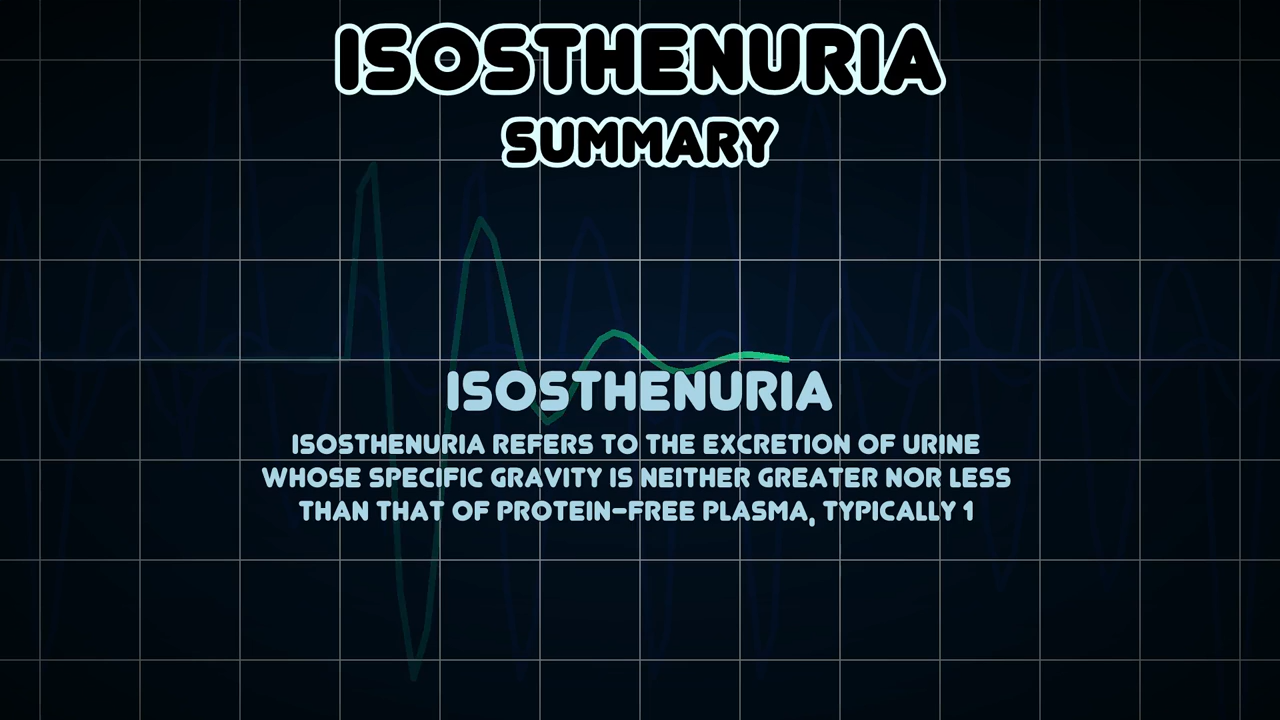 ISOSTHENURIA
SUMMARY
ISOSTHENURIA
ISOSTHENURIA REFERS TO THE EXCRETION OF URINE
WHOSE SPECIFIC GRAVITY IS NEITHER GREATER NOR LESS
THAN THAT OF PROTEIN-FREE PLASMA, TYPICALLY 1